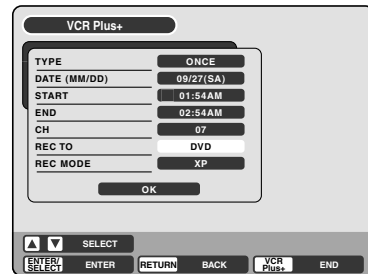 VCR Plus+
TYPE ONCE
DATE (MM/DD) 09/27(SA)
START 01:54AM
END 02:54AM
CH 07
REC TO DVD
REC MODE XP
OK
SELECT
ENTER/SELECT ENTER RETURN BACK VCR Plus+ END